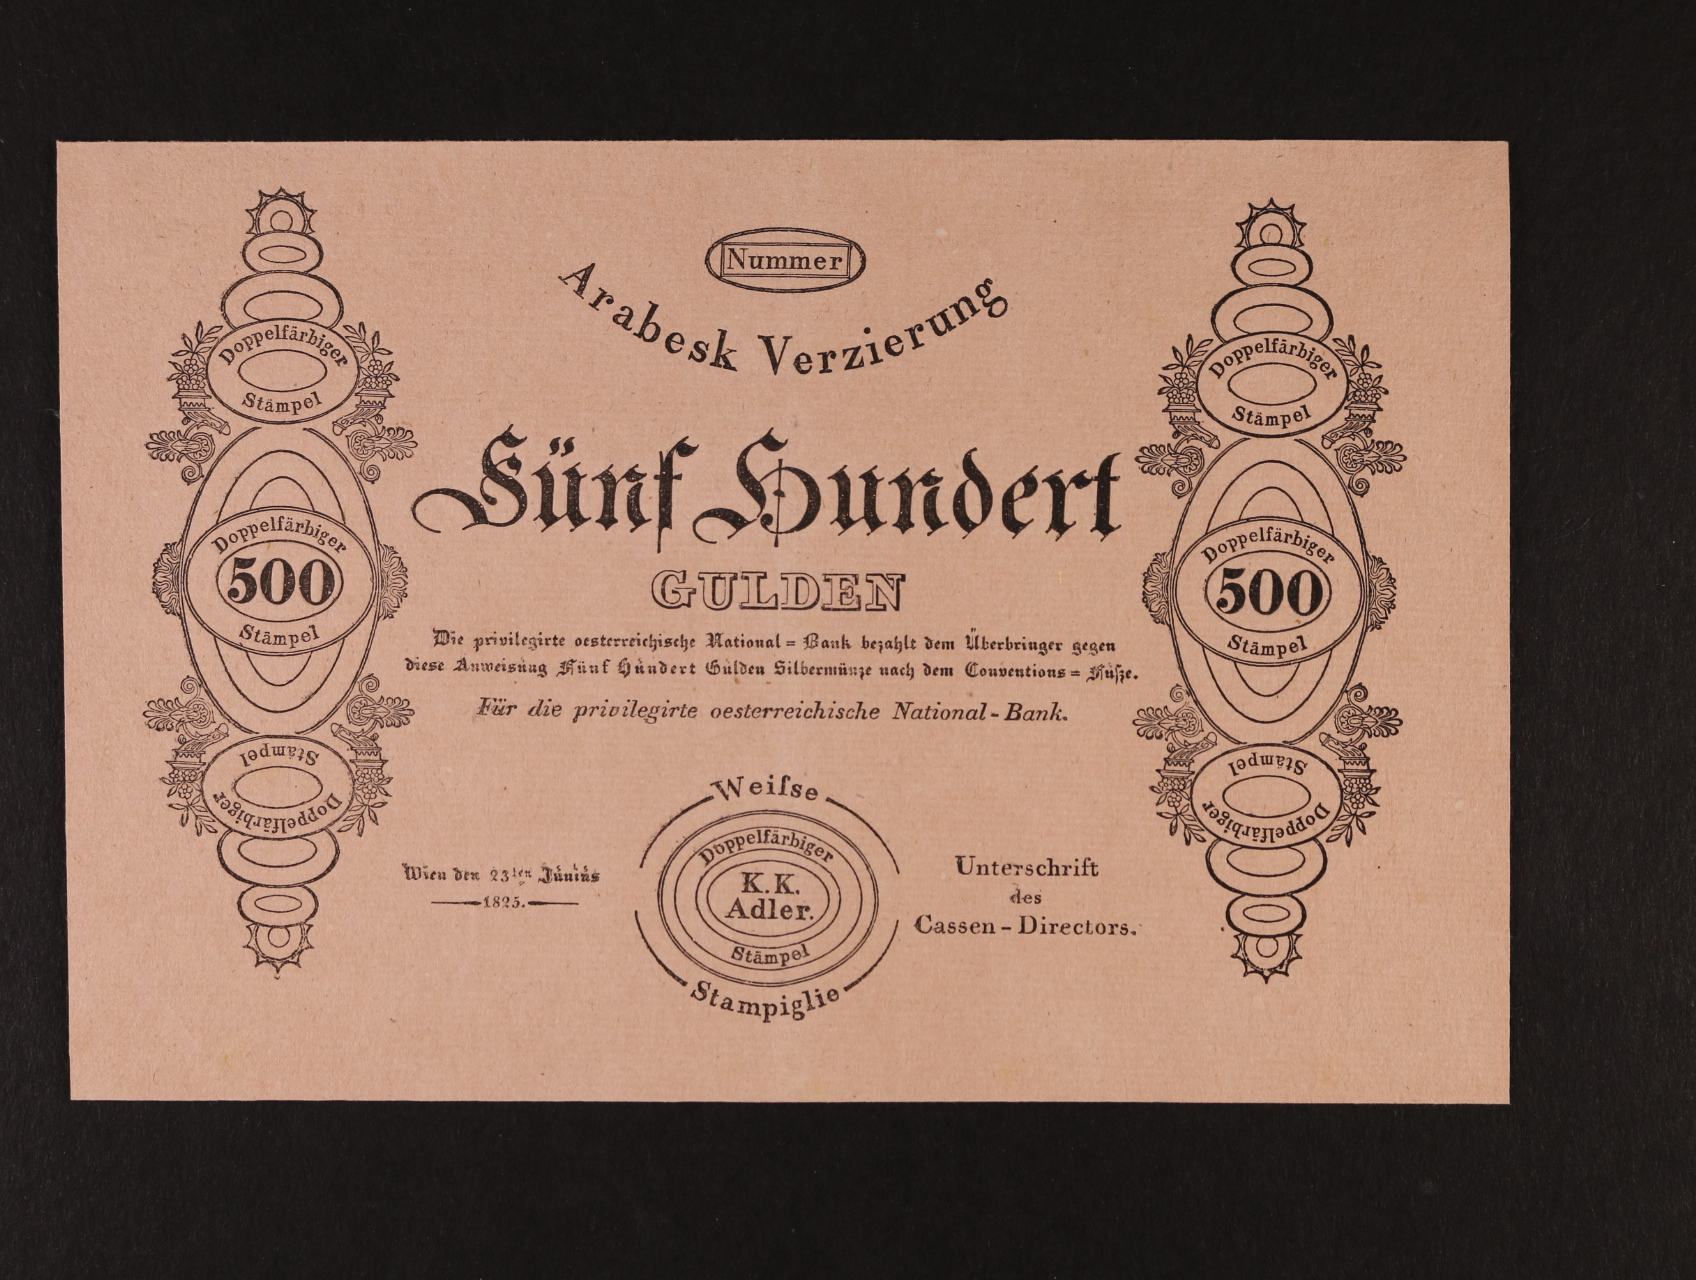 Nummer
Arabesk Verzierung
Doppelfärbiger
Stämpel
Doppelfärbiger
Stämpel
Fünf Hundert
Doppelfärbiger
500
Stämpel
Doppelfärbiger
500
Stämpel
GULDEN
Die privilegirte oesterreichische National = Bank bezahlt dem Überbringer gegen
diese Anweisung Fünf Hundert Gulden Silbermünze nach dem Conventions = Fuſze.
Für die privilegirte oesterreichische National - Bank.
Stämpel
Doppelfärbiger
Stämpel
Doppelfärbiger
Weiſse
Doppelfärbiger
K. K.
Adler.
Stämpel
Stampiglie
Wien den 23ten Junius
1825.
Unterschrift
des
Cassen - Directors.